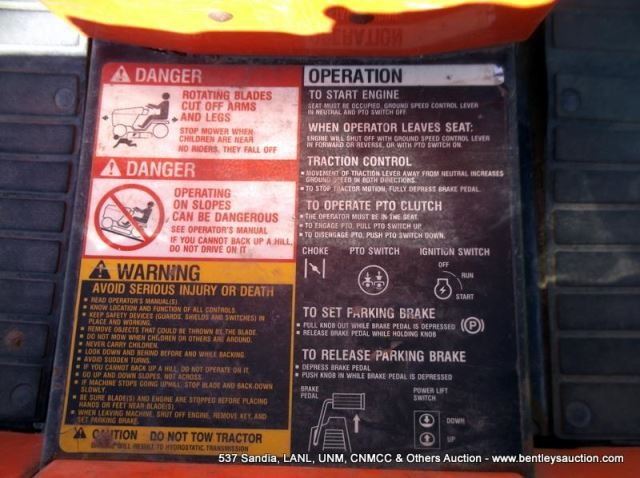 DANGER
ROTATING BLADES
CUT OFF ARMS
AND LEGS
STOP MOWER WHEN
CHILDREN ARE NEAR
NO RIDERS, THEY FALL OFF
DANGER
OPERATING
ON SLOPES
CAN BE DANGEROUS
SEE OPERATOR'S MANUAL
IF YOU CANNOT BACK UP A HILL,
DO NOT DRIVE ON IT
WARNING
AVOID SERIOUS INJURY OR DEATH
• READ OPERATOR'S MANUAL(S).
• KNOW LOCATION AND FUNCTION OF ALL CONTROLS.
• KEEP SAFETY DEVICES (GUARDS, SHIELDS AND SWITCHES) IN
PLACE AND WORKING.
• REMOVE OBJECTS THAT COULD BE THROWN BY THE BLADE.
• DO NOT MOW WHEN CHILDREN OR OTHERS ARE AROUND.
• NEVER CARRY CHILDREN.
• LOOK DOWN AND BEHIND BEFORE AND WHILE BACKING.
• AVOID SUDDEN TURNS.
• IF YOU CANNOT BACK UP A HILL, DO NOT OPERATE ON IT.
• GO UP AND DOWN SLOPES, NOT ACROSS.
• IF MACHINE STOPS GOING UPHILL, STOP BLADE AND BACK DOWN
SLOWLY.
• BE SURE BLADE(S) AND ENGINE ARE STOPPED BEFORE PLACING
HANDS OR FEET NEAR BLADE(S).
• WHEN LEAVING MACHINE, SHUT OFF ENGINE, REMOVE KEY, AND
SET PARKING BRAKE.
CAUTION DO NOT TOW TRACTOR
WILL RESULT TO HYDROSTATIC TRANSMISSION
OPERATION
TO START ENGINE
SEAT MUST BE OCCUPIED, GROUND SPEED CONTROL LEVER
IN NEUTRAL AND PTO SWITCH OFF.
WHEN OPERATOR LEAVES SEAT:
ENGINE WILL SHUT OFF WITH GROUND SPEED CONTROL LEVER
IN FORWARD OR REVERSE, OR WITH PTO SWITCH ON.
TRACTION CONTROL
• MOVEMENT OF TRACTION LEVER AWAY FROM NEUTRAL INCREASES
GROUND SPEED IN BOTH DIRECTIONS.
• TO STOP TRACTOR MOTION, FULLY DEPRESS BRAKE PEDAL.
TO OPERATE PTO CLUTCH
• THE OPERATOR MUST BE IN THE SEAT.
• TO ENGAGE PTO, PULL PTO SWITCH UP.
• TO DISENGAGE PTO, PUSH PTO SWITCH DOWN.
CHOKE PTO SWITCH IGNITION SWITCH
OFF
RUN
START
TO SET PARKING BRAKE
• PULL KNOB OUT WHILE BRAKE PEDAL IS DEPRESSED
• RELEASE BRAKE PEDAL WHILE HOLDING KNOB
(P)
TO RELEASE PARKING BRAKE
• DEPRESS BRAKE PEDAL
• PUSH KNOB IN WHILE BRAKE PEDAL IS DEPRESSED
BRAKE
PEDAL
POWER LIFT
SWITCH
DOWN
UP
537 Sandia, LANL, UNM, CNMCC & Others Auction - www.bentleysauction.com